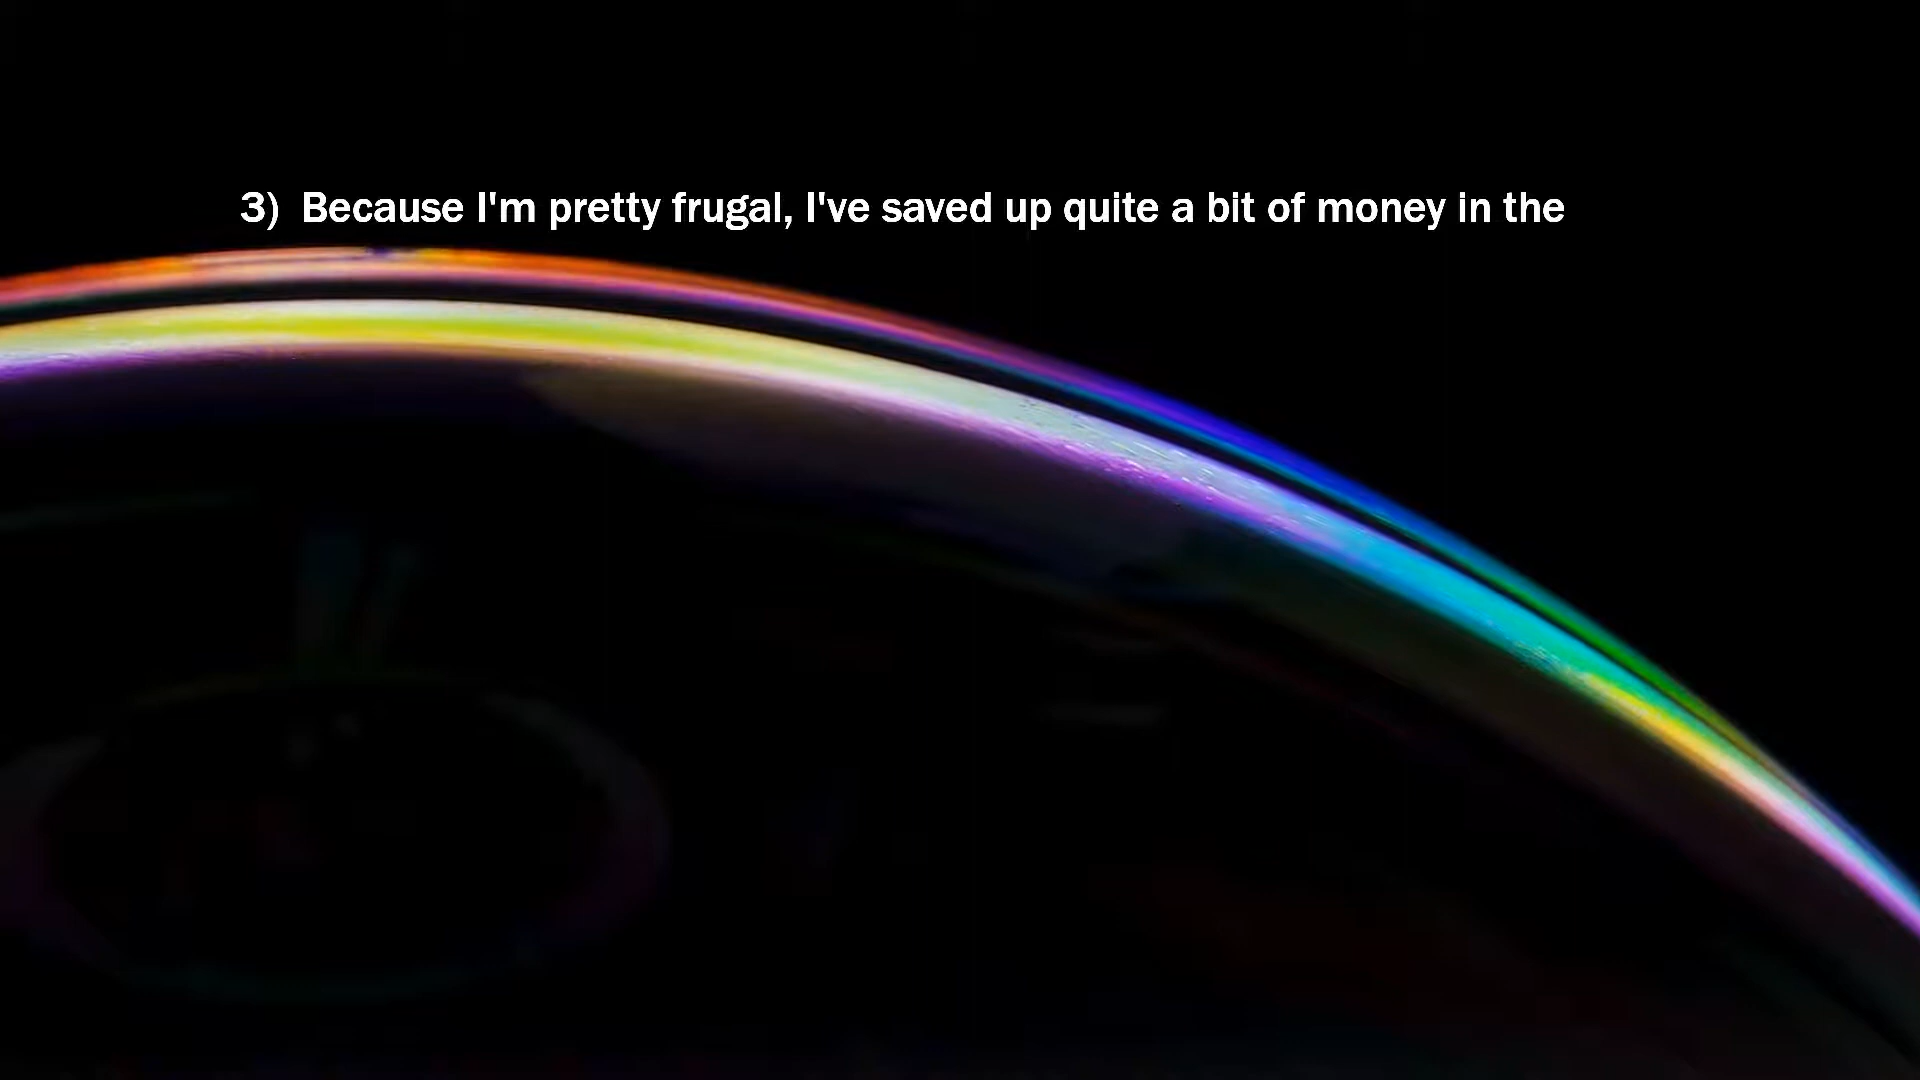 3)  Because I'm pretty frugal, I've saved up quite a bit of money in the